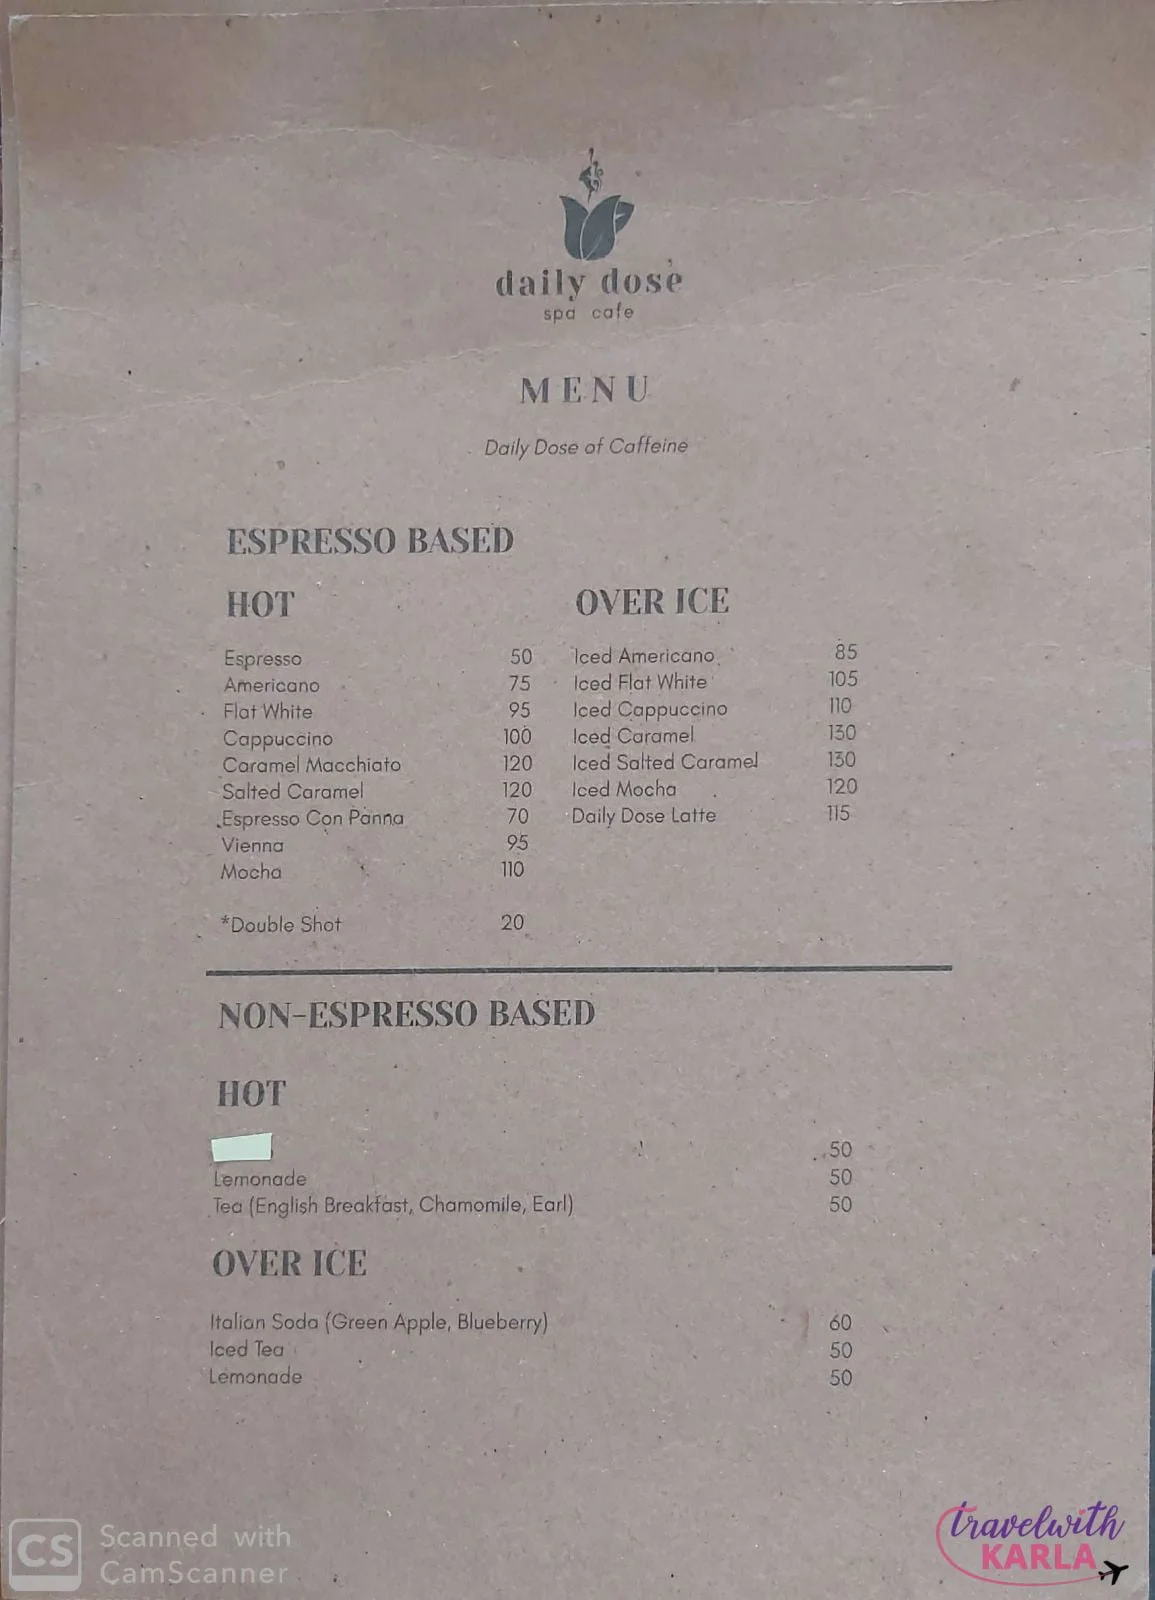 daily dose
spa cafe
MENU
Daily Dose of Caffeine
ESPRESSO BASED
HOT
Espresso 50
Americano 75
Flat White 95
Cappuccino 100
Caramel Macchiato 120
Salted Caramel 120
Espresso Con Panna 70
Vienna 95
Mocha 110
*Double Shot 20
OVER ICE
Iced Americano 85
Iced Flat White 105
Iced Cappuccino 110
Iced Caramel 130
Iced Salted Caramel 130
Iced Mocha 120
Daily Dose Latte 115
NON-ESPRESSO BASED
HOT
50
Lemonade 50
Tea (English Breakfast, Chamomile, Earl) 50
OVER ICE
Italian Soda (Green Apple, Blueberry) 60
Iced Tea 50
Lemonade 50
CS Scanned with
CamScanner
travelwith
KARLA